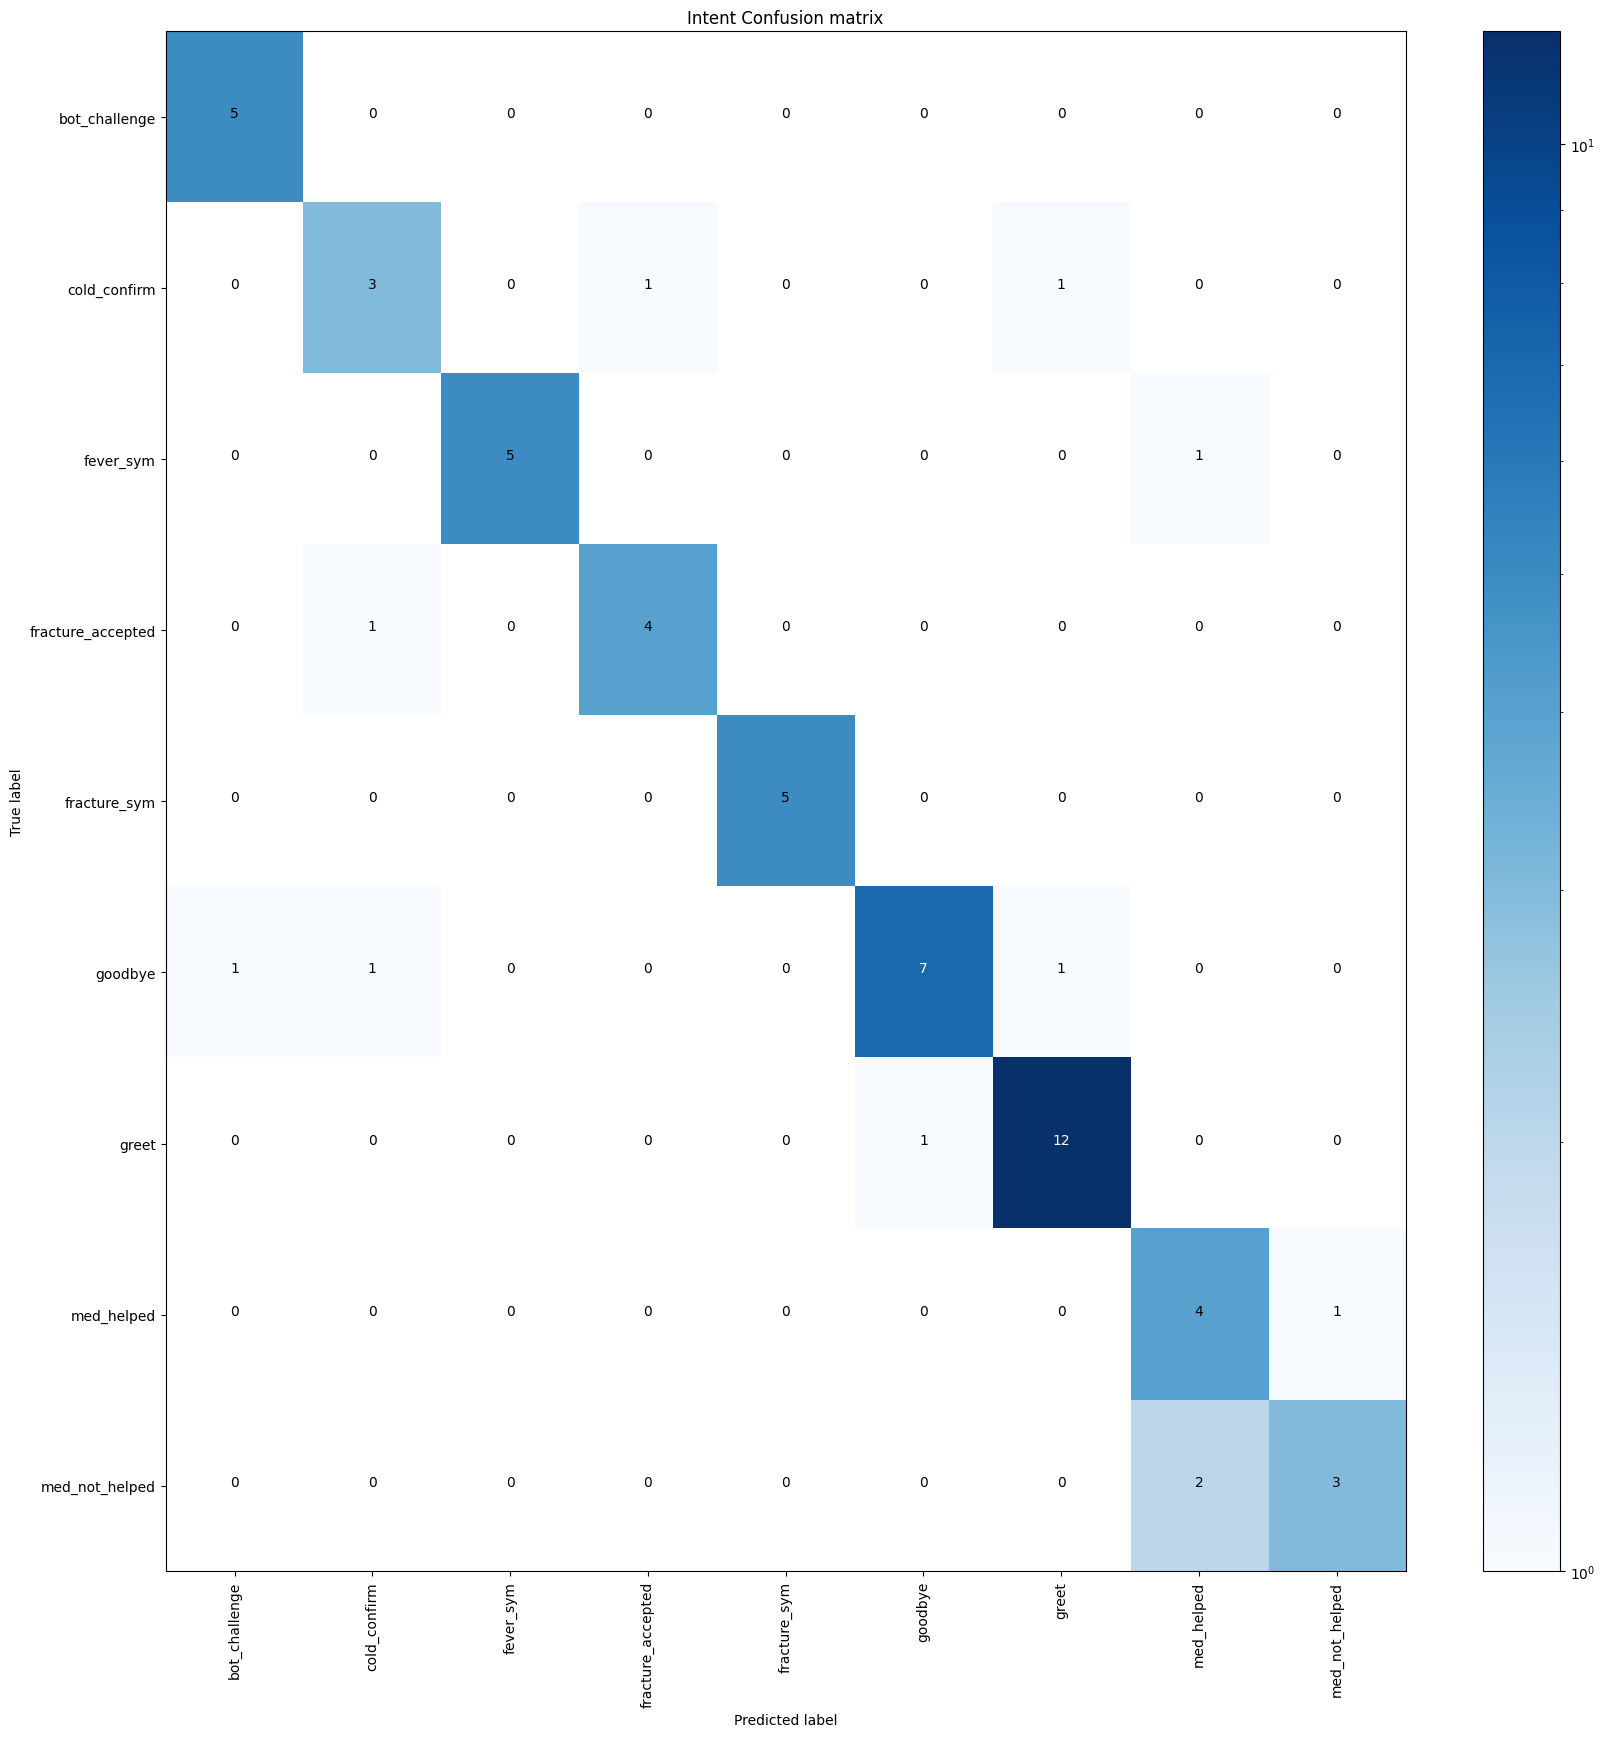 Intent Confusion matrix
bot_challenge 5 0 0 0 0 0 0 0 0
cold_confirm 0 3 0 1 0 0 1 0 0
fever_sym 0 0 5 0 0 0 0 1 0
fracture_accepted 0 1 0 4 0 0 0 0 0
fracture_sym 0 0 0 0 5 0 0 0 0
goodbye 1 1 0 0 0 7 1 0 0
greet 0 0 0 0 0 1 12 0 0
med_helped 0 0 0 0 0 0 0 4 1
med_not_helped 0 0 0 0 0 0 0 2 3
True label
bot_challenge cold_confirm fever_sym fracture_accepted fracture_sym goodbye greet med_helped med_not_helped
Predicted label
10¹
10⁰